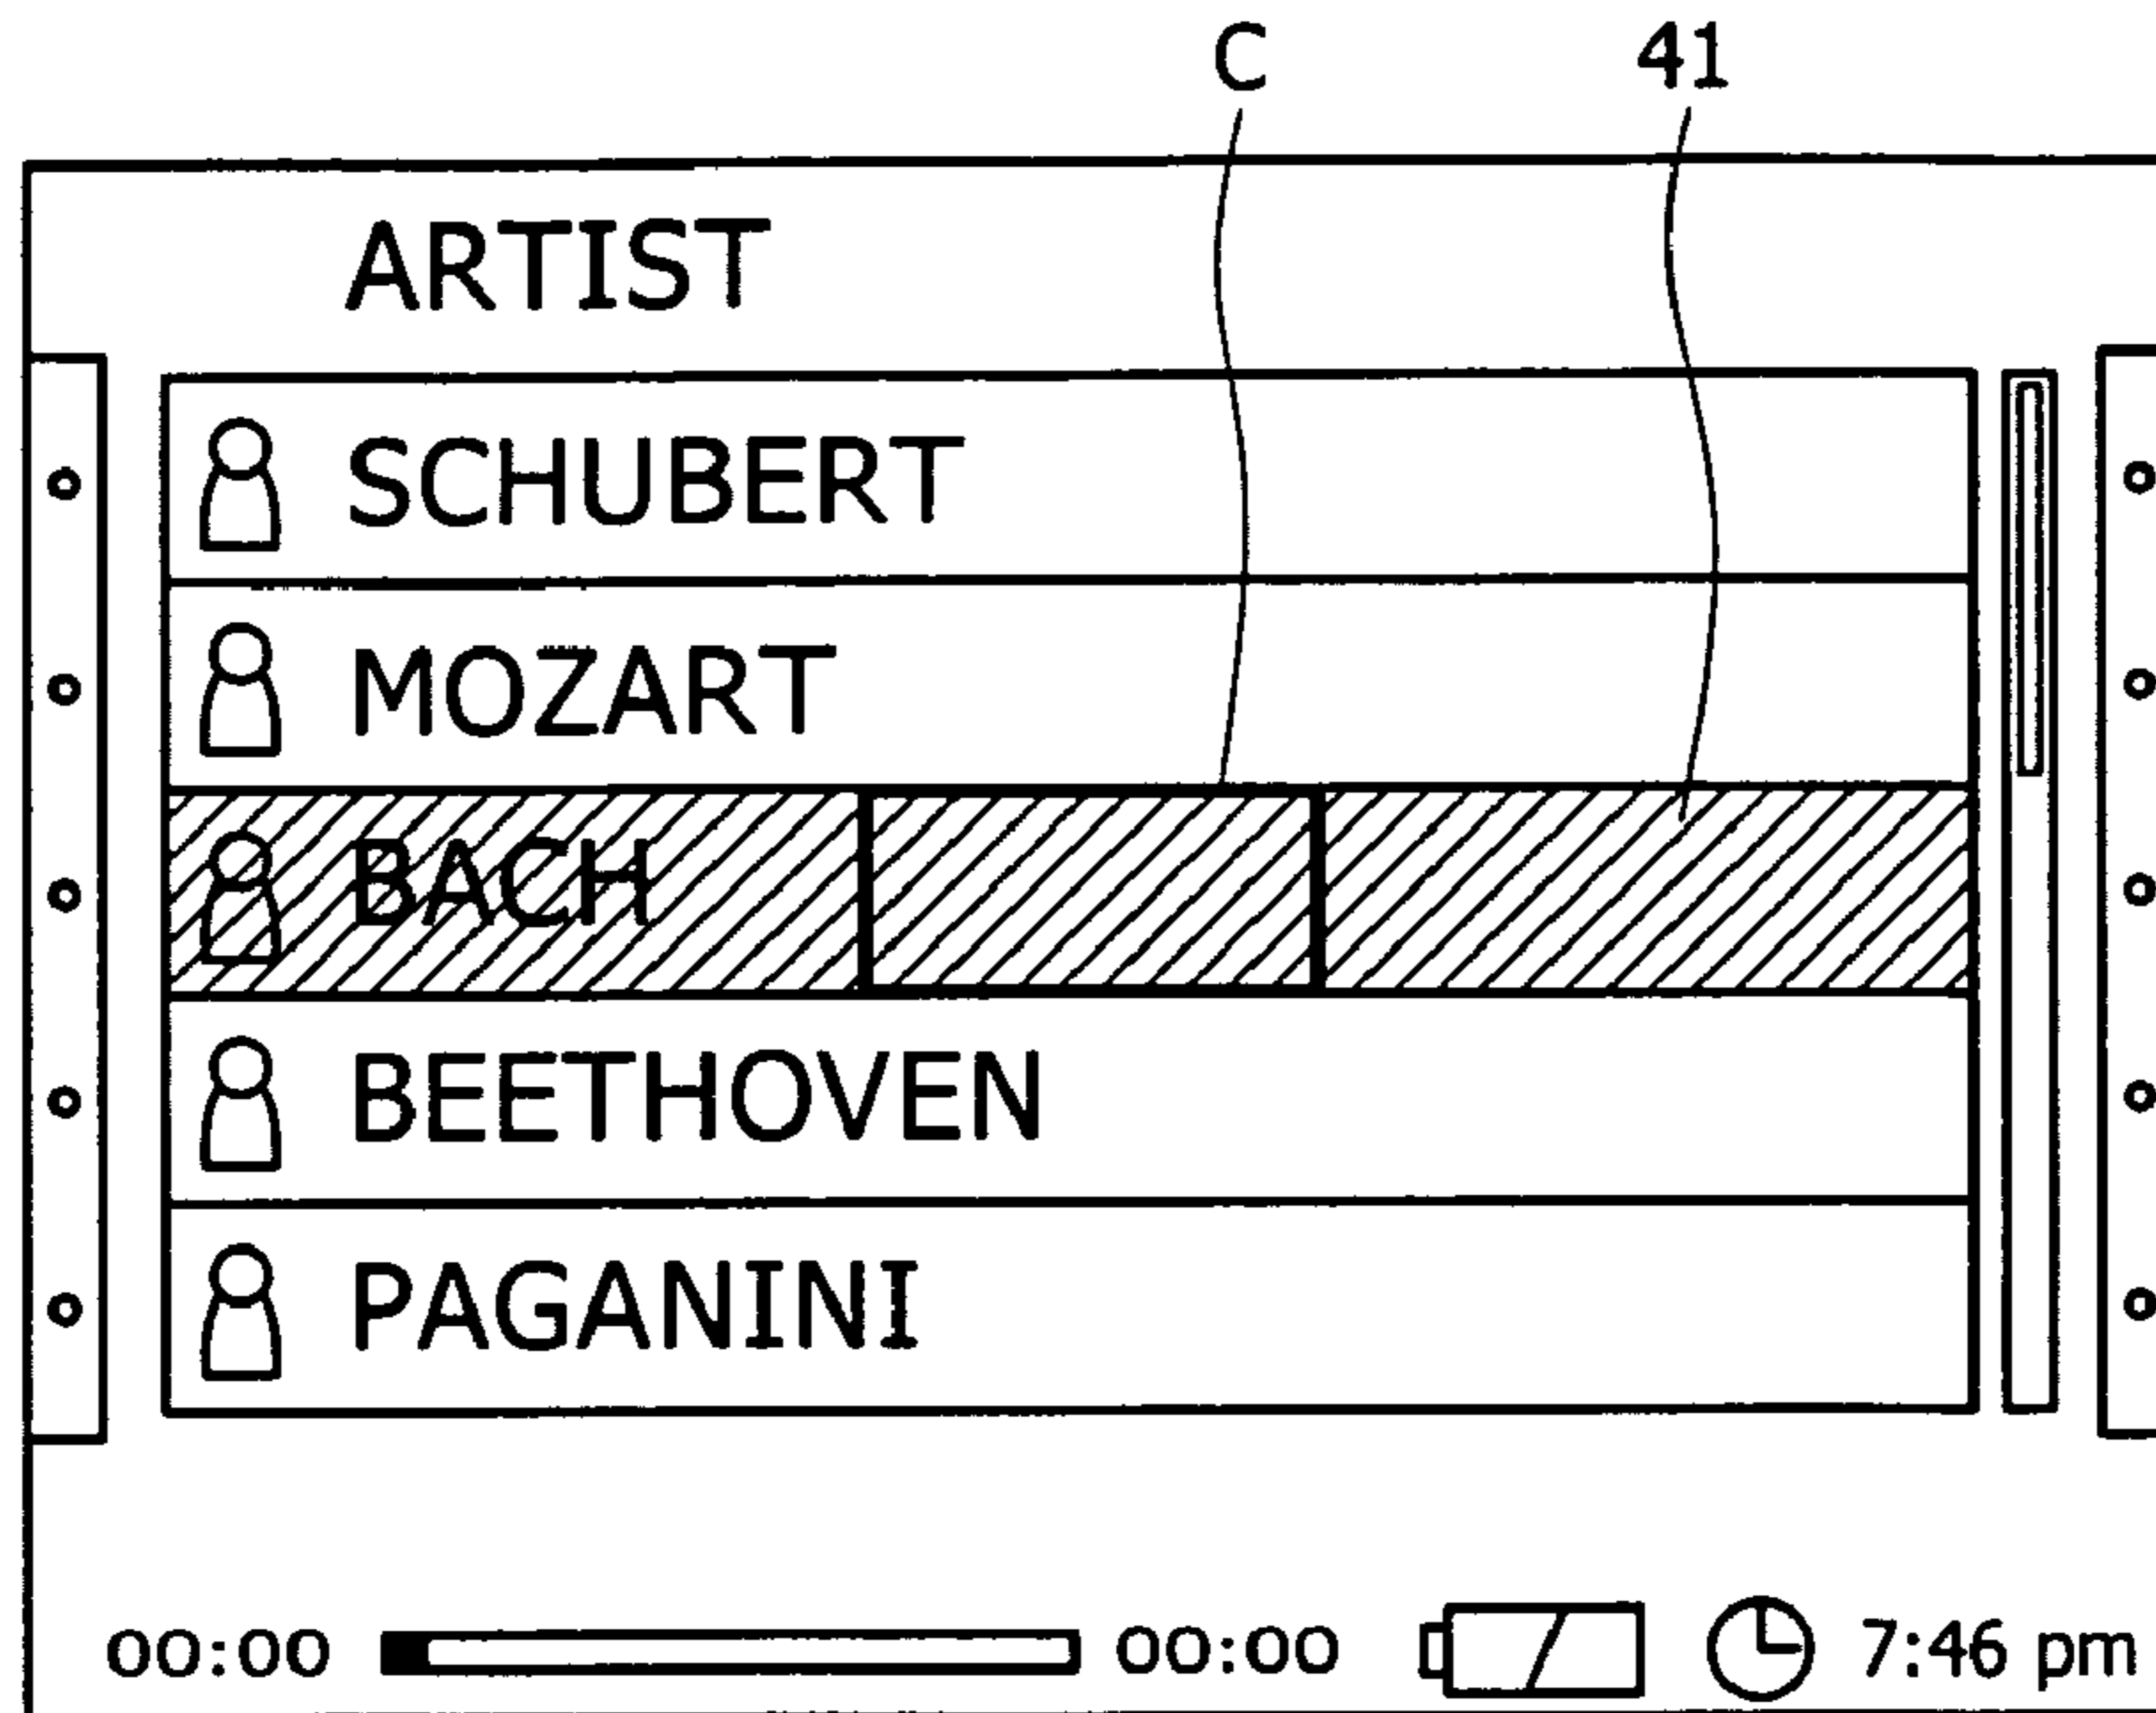 C 41
ARTIST
SCHUBERT
MOZART
BACH
BEETHOVEN
PAGANINI
00:00 00:00 7:46 pm